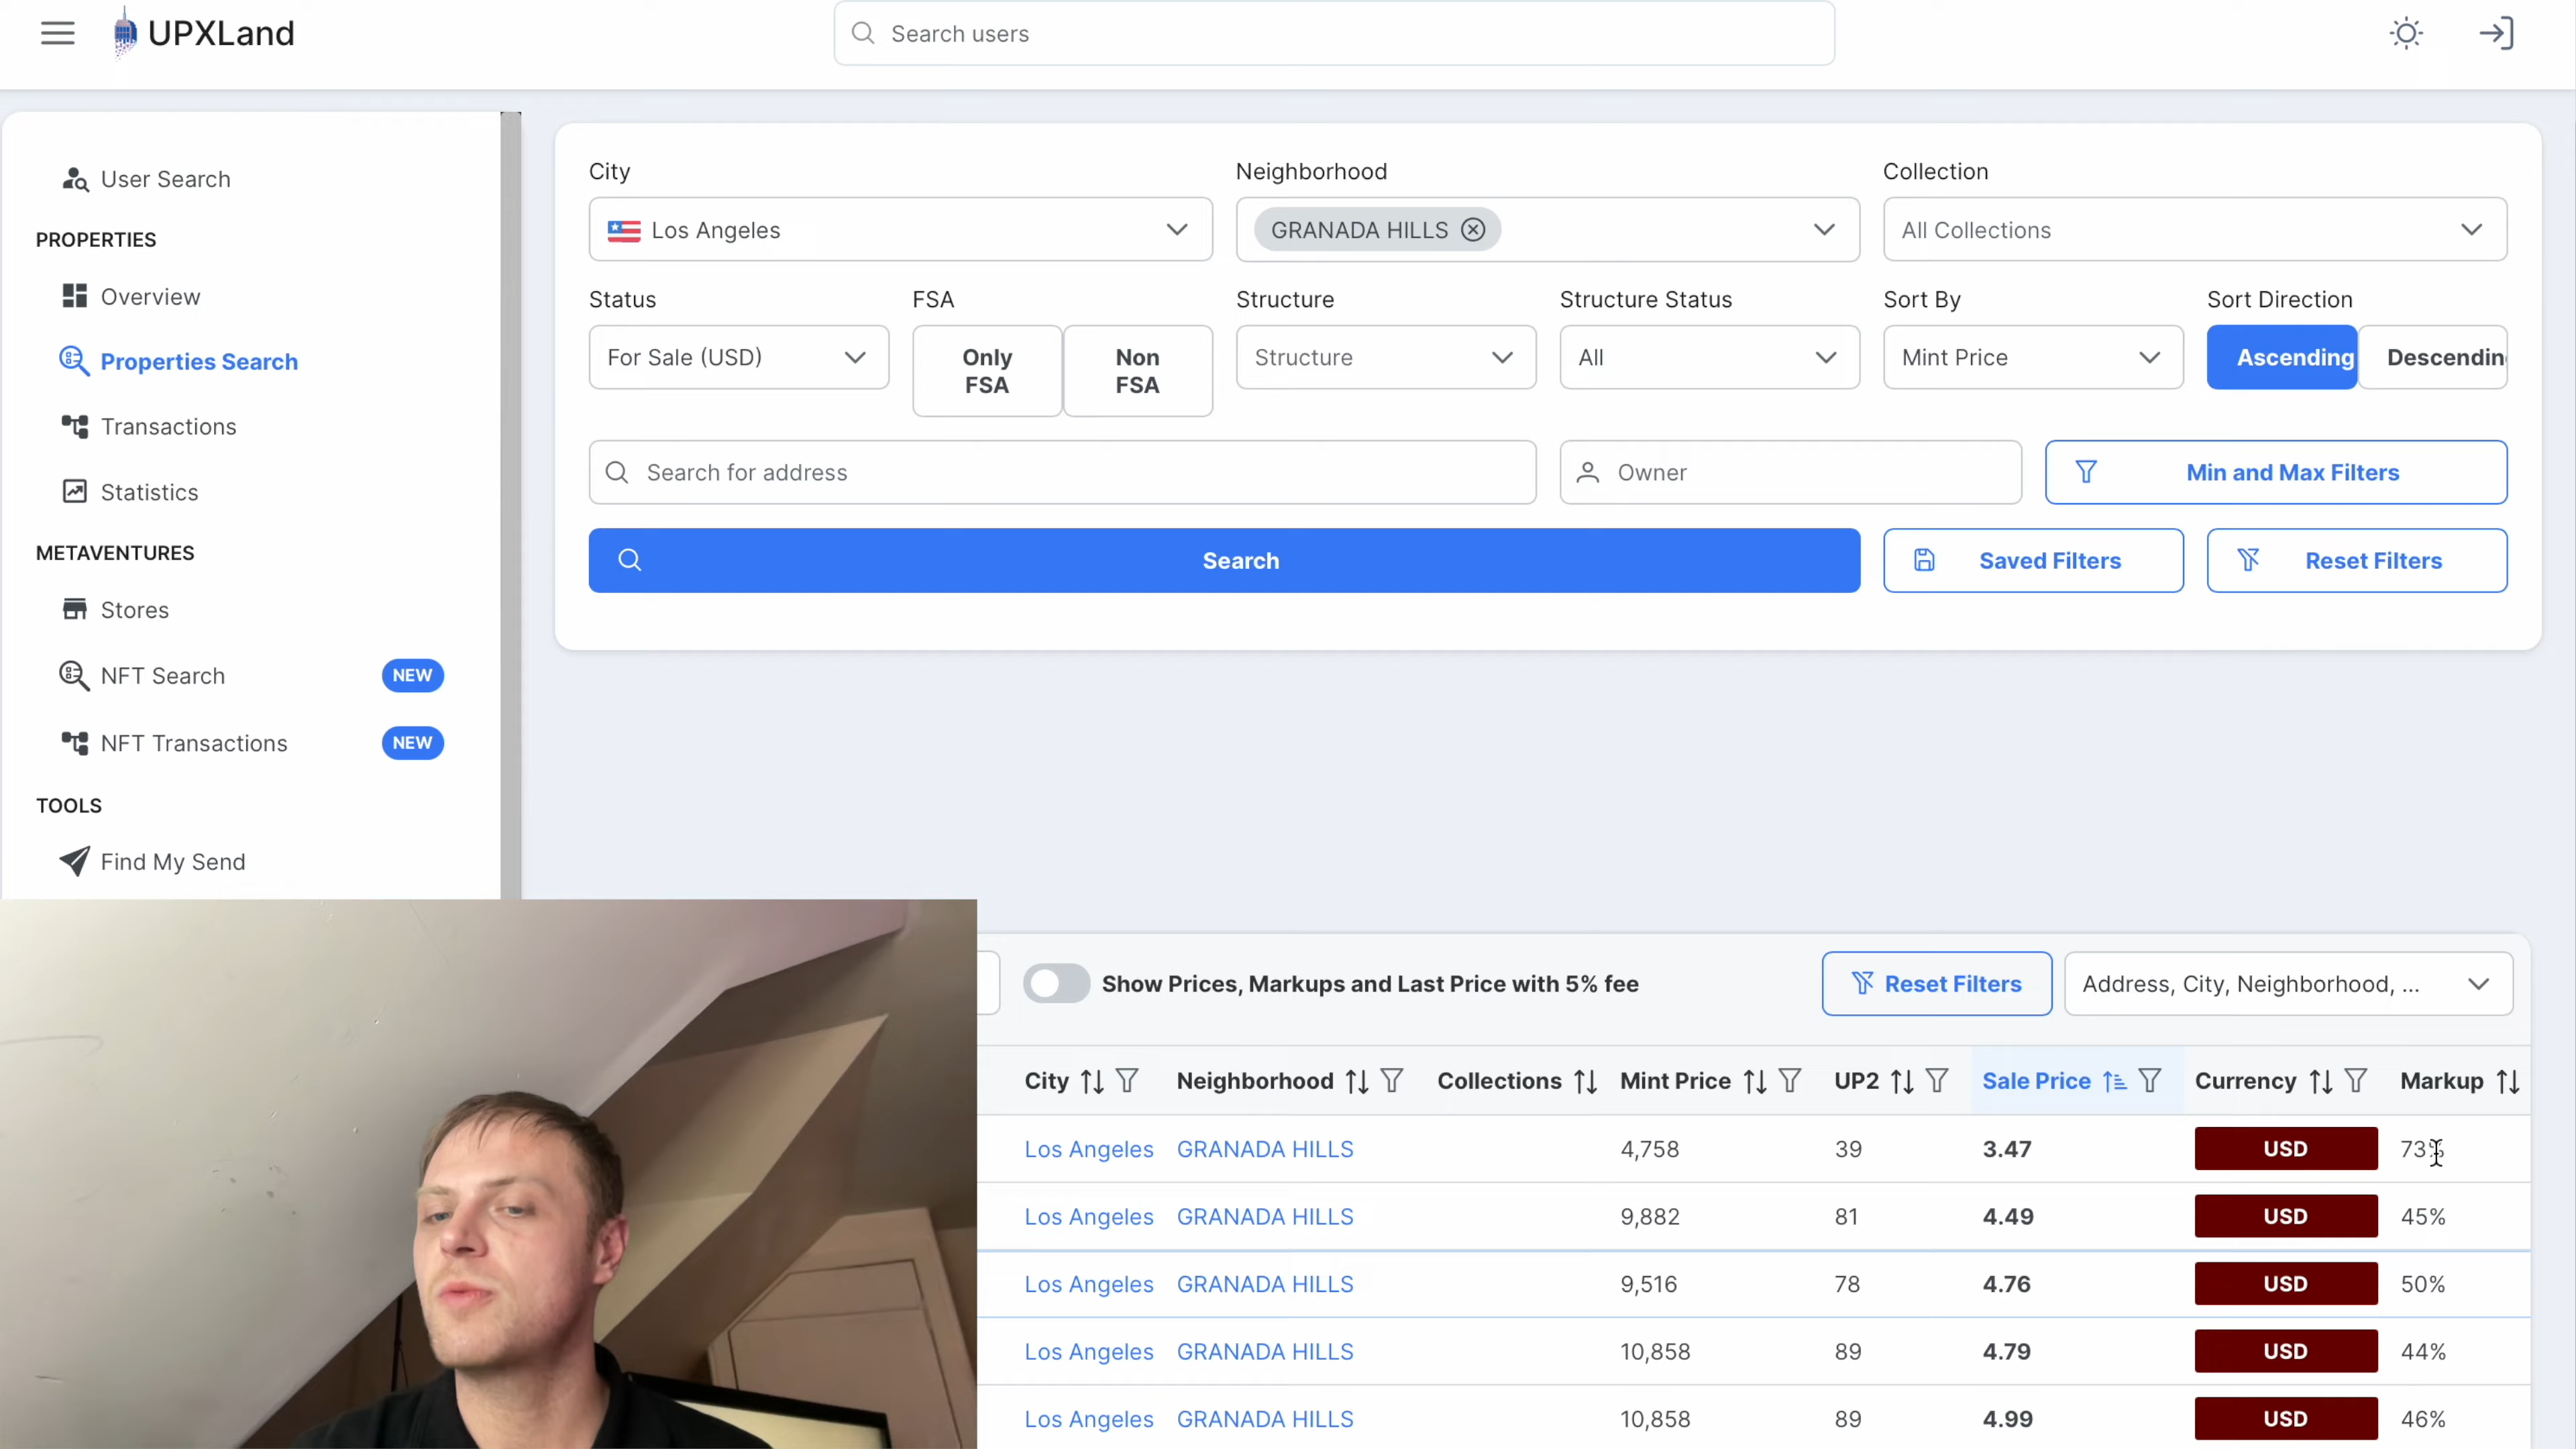 UPXLand
Search users
User Search
PROPERTIES
Overview
Properties Search
Transactions
Statistics
METAVENTURES
Stores
NFT Search NEW
NFT Transactions NEW
TOOLS
Find My Send
City Neighborhood Collection
Los Angeles GRANADA HILLS All Collections
Status FSA Structure Structure Status Sort By Sort Direction
For Sale (USD) Only FSA Non FSA Structure All Mint Price Ascending Descendin
Search for address Owner Min and Max Filters
Search Saved Filters Reset Filters
Show Prices, Markups and Last Price with 5% fee Reset Filters Address, City, Neighborhood, ...
City Neighborhood Collections Mint Price UP2 Sale Price Currency Markup
Los Angeles GRANADA HILLS 4,758 39 3.47 USD 73%
Los Angeles GRANADA HILLS 9,882 81 4.49 USD 45%
Los Angeles GRANADA HILLS 9,516 78 4.76 USD 50%
Los Angeles GRANADA HILLS 10,858 89 4.79 USD 44%
Los Angeles GRANADA HILLS 10,858 89 4.99 USD 46%